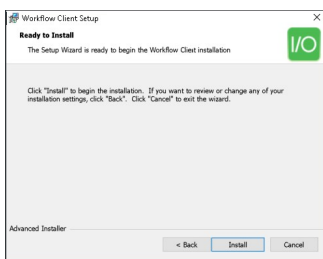 Workflow Client Setup
Ready to Install
The Setup Wizard is ready to begin the Workflow Client installation
I/O
Click "Install" to begin the installation. If you want to review or change any of your
installation settings, click "Back". Click "Cancel" to exit the wizard.
Advanced Installer
< Back
Install
Cancel